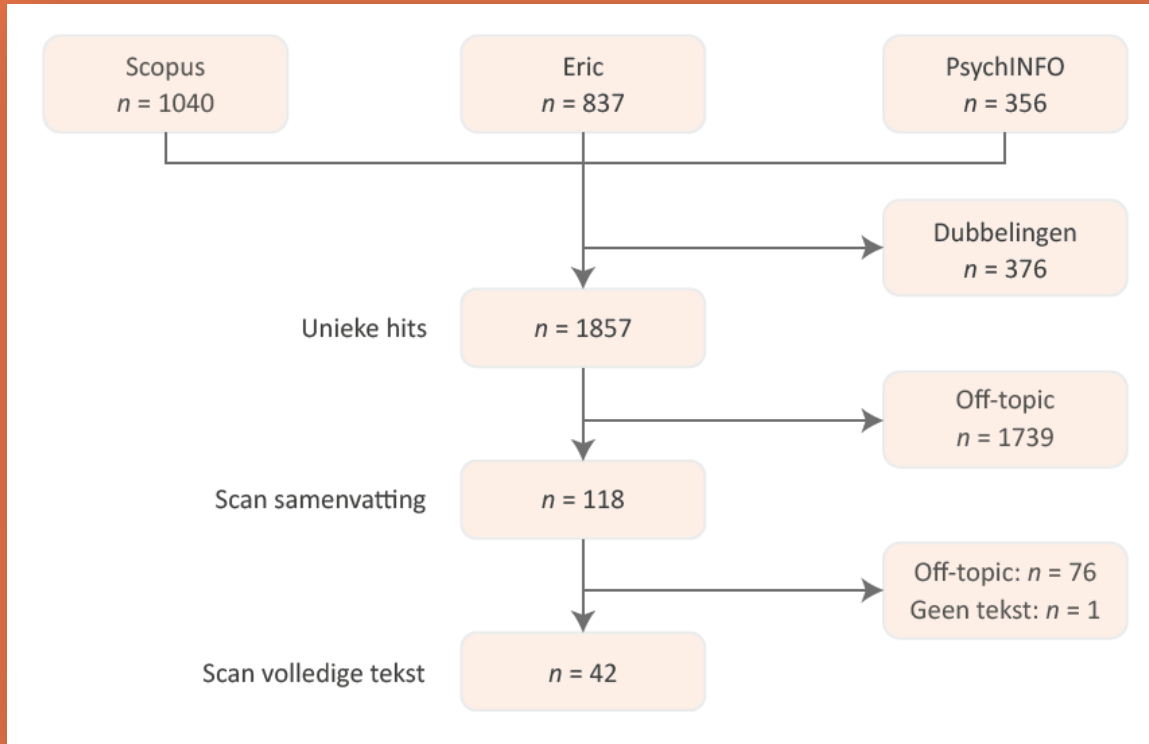 Scopus
n = 1040
Eric
n = 837
PsychINFO
n = 356
Dubbelingen
n = 376
Unieke hits
n = 1857
Off-topic
n = 1739
Scan samenvatting
n = 118
Off-topic: n = 76
Geen tekst: n = 1
Scan volledige tekst
n = 42